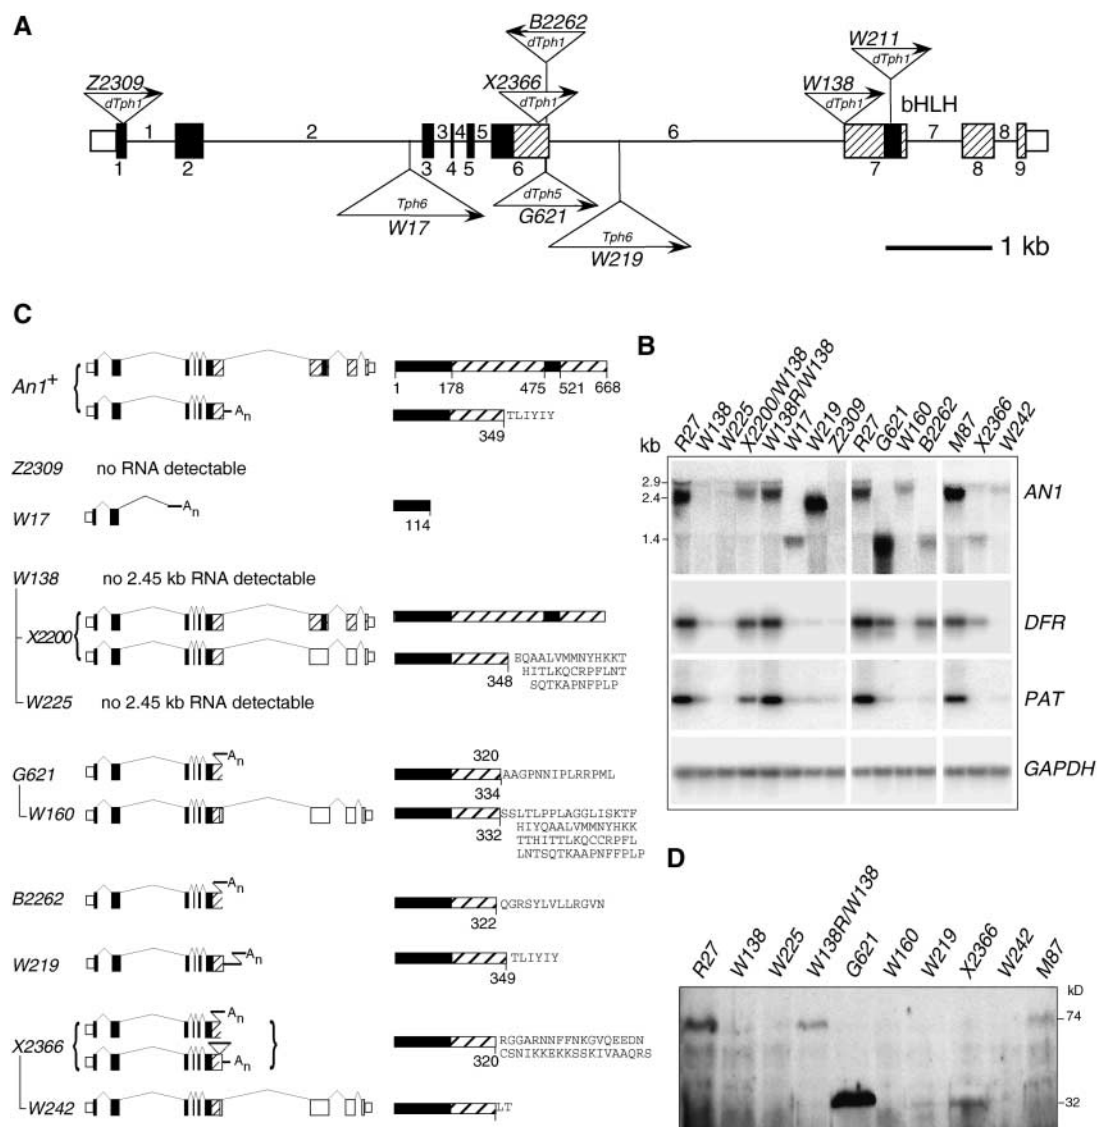 A
Z2309
dTph1
B2262
dTph1
X2366
dTph1
W211
dTph1
W138
dTph1
bHLH
1 2 3 4 5 6 7 8
1 2 3 4 5 6 7 8 9
Tph6
W17
dTph5
G621
Tph6
W219
1 kb
C
An1+
1 178 475 521 668
An
349 TLIYIY
Z2309 no RNA detectable
W17
An
114
W138 no 2.45 kb RNA detectable
X2200
348 EQAALVMMNYHKKT
HITLKQCRPFLNT
SQTKAPNFPLP
W225 no 2.45 kb RNA detectable
G621
An
320
334 AAGPNNIPLRRPML
W160
332 SSLTLPPLAGGLISKTF
HIYQAALVMMNYHKK
TTHITTLKQCCRPFL
LNTSQTKAAPNFFPLP
B2262
An
322 QGRSYLVLLRGVN
W219
An
349 TLIYIY
X2366
An
An
320 RGGARNNFFNKGVQEEDN
CSNIKKEKKSSKIVAAQRS
W242
LT
B
kb
R27 W138 W225 X2200/W138 W138R/W138 W17 W219 Z2309 R27 G621 W160 B2262 M87 X2366 W242
2.9
2.4
1.4
AN1
DFR
PAT
GAPDH
D
R27 W138 W225 W138R/W138 G621 W160 W219 X2366 W242 M87
kD
74
32